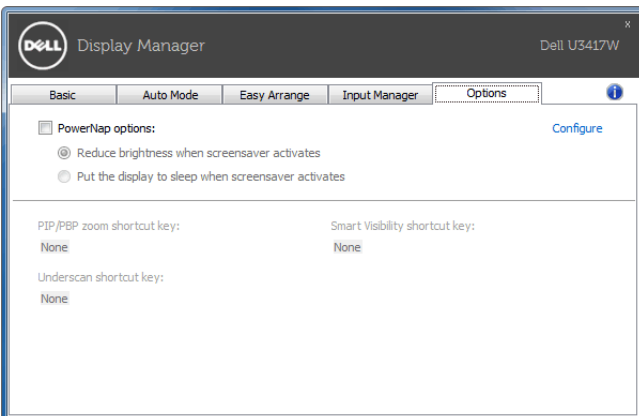 x
DELL Display Manager Dell U3417W
Basic Auto Mode Easy Arrange Input Manager Options i
PowerNap options: Configure
Reduce brightness when screensaver activates
Put the display to sleep when screensaver activates
PIP/PBP zoom shortcut key: Smart Visibility shortcut key:
None None
Underscan shortcut key:
None